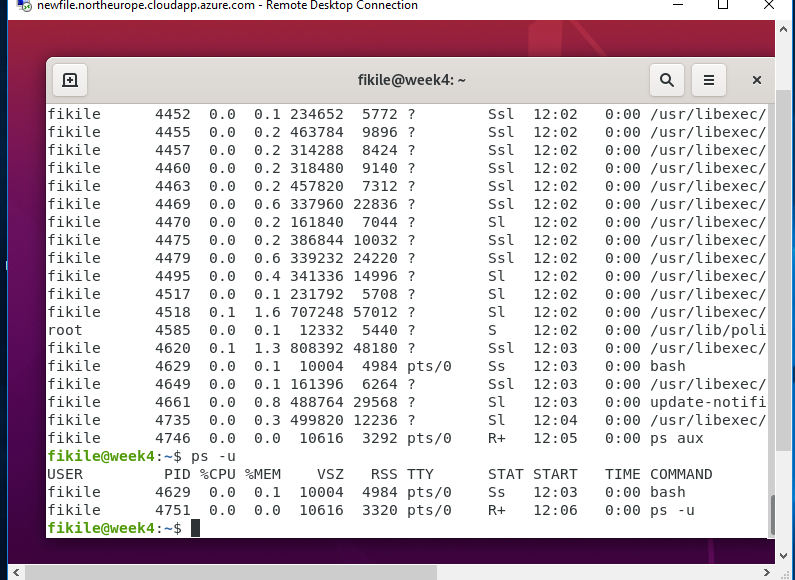 newfile.northeurope.cloudapp.azure.com - Remote Desktop Connection
fikile@week4: ~
fikile 4452 0.0 0.1 234652 5772 ? Ssl 12:02 0:00 /usr/libexec/
fikile 4455 0.0 0.2 463784 9896 ? Ssl 12:02 0:00 /usr/libexec/
fikile 4457 0.0 0.2 314288 8424 ? Ssl 12:02 0:00 /usr/libexec/
fikile 4460 0.0 0.2 318480 9140 ? Ssl 12:02 0:00 /usr/libexec/
fikile 4463 0.0 0.2 457820 7312 ? Ssl 12:02 0:00 /usr/libexec/
fikile 4469 0.0 0.6 337960 22836 ? Ssl 12:02 0:00 /usr/libexec/
fikile 4470 0.0 0.2 161840 7044 ? Sl 12:02 0:00 /usr/libexec/
fikile 4475 0.0 0.2 386844 10032 ? Ssl 12:02 0:00 /usr/libexec/
fikile 4479 0.0 0.6 339232 24220 ? Ssl 12:02 0:00 /usr/libexec/
fikile 4495 0.0 0.4 341336 14996 ? Sl 12:02 0:00 /usr/libexec/
fikile 4517 0.0 0.1 231792 5708 ? Sl 12:02 0:00 /usr/libexec/
fikile 4518 0.1 1.6 707248 57012 ? Sl 12:02 0:00 /usr/libexec/
root 4585 0.0 0.1 12332 5440 ? S 12:02 0:00 /usr/lib/poli
fikile 4620 0.1 1.3 808392 48180 ? Ssl 12:03 0:00 /usr/libexec/
fikile 4629 0.0 0.1 10004 4984 pts/0 Ss 12:03 0:00 bash
fikile 4649 0.0 0.1 161396 6264 ? Ssl 12:03 0:00 /usr/libexec/
fikile 4661 0.0 0.8 488764 29568 ? Sl 12:03 0:00 update-notifi
fikile 4735 0.0 0.3 499820 12236 ? Sl 12:04 0:00 /usr/libexec/
fikile 4746 0.0 0.0 10616 3292 pts/0 R+ 12:05 0:00 ps aux
fikile@week4:~$ ps -u
USER PID %CPU %MEM VSZ RSS TTY STAT START TIME COMMAND
fikile 4629 0.0 0.1 10004 4984 pts/0 Ss 12:03 0:00 bash
fikile 4751 0.0 0.0 10616 3320 pts/0 R+ 12:06 0:00 ps -u
fikile@week4:~$